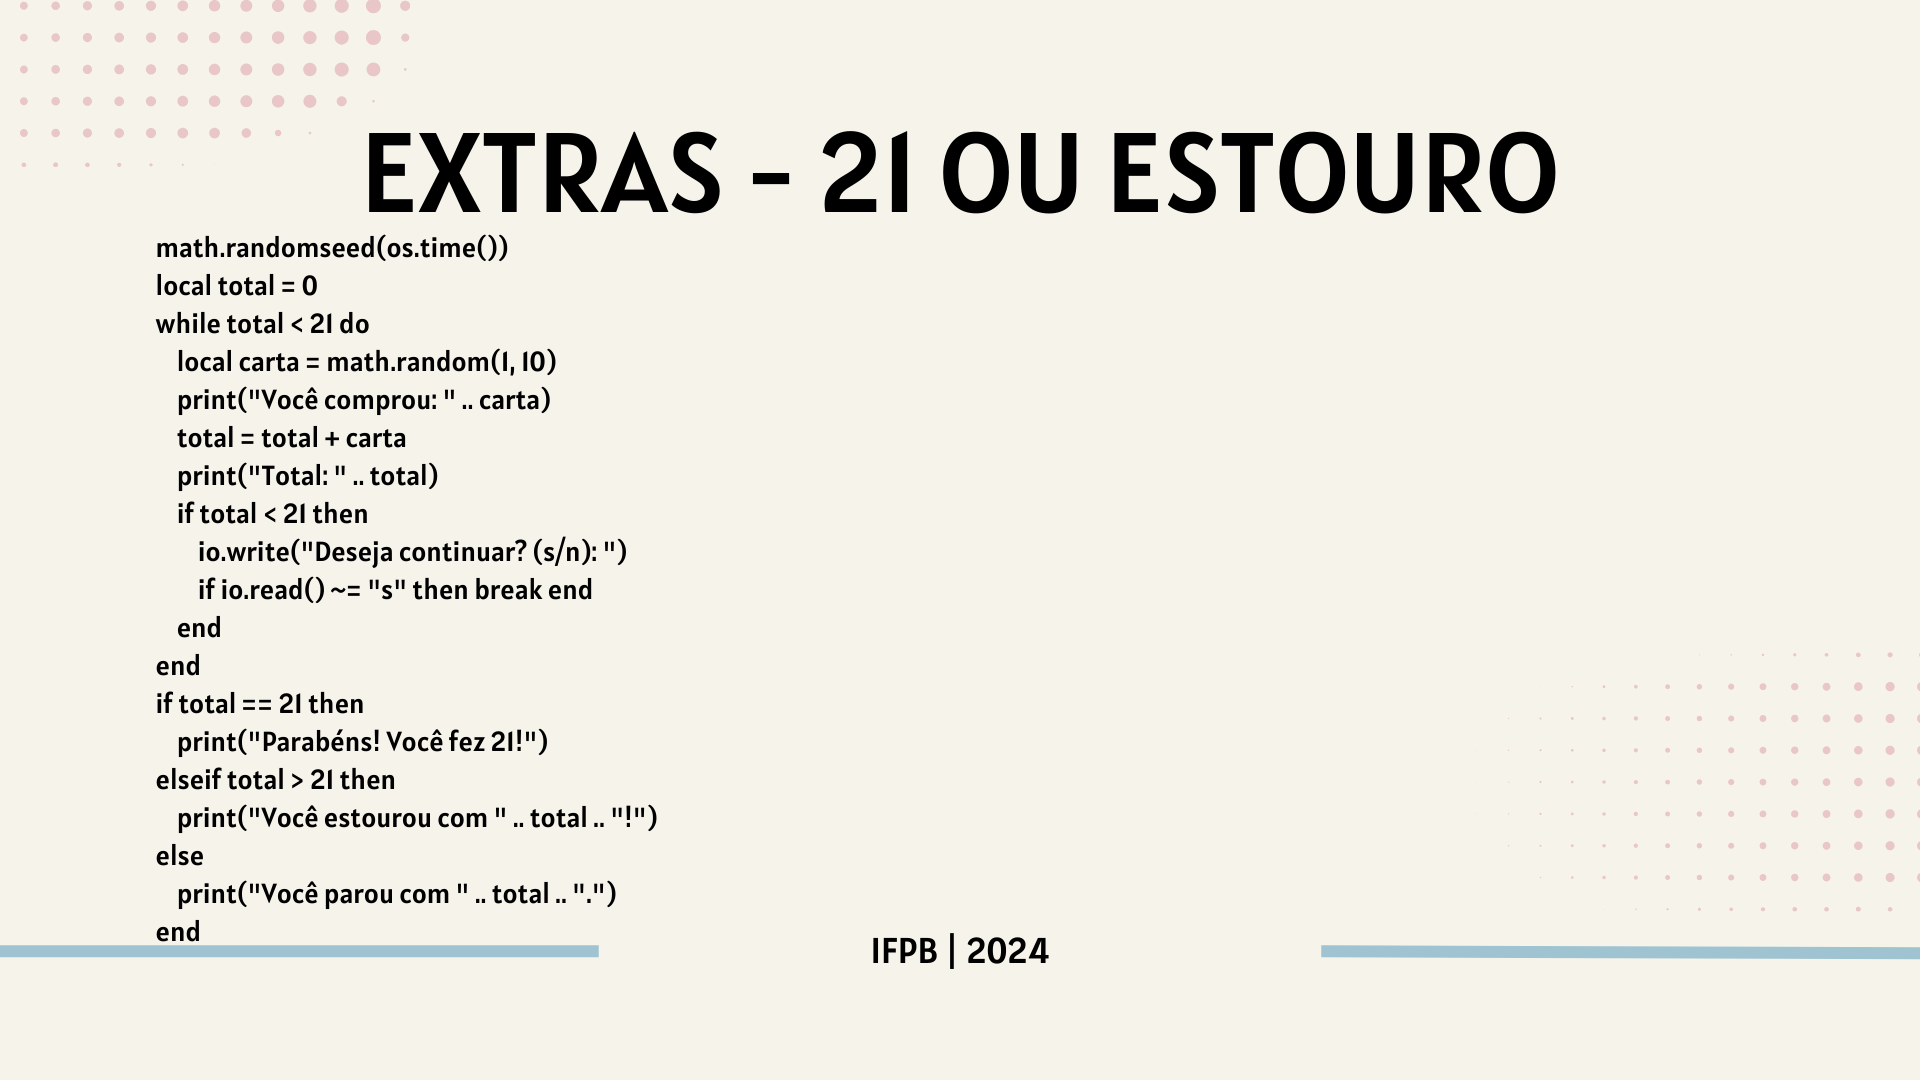 EXTRAS - 21 OU ESTOURO
math.randomseed(os.time())
local total = 0
while total < 21 do
    local carta = math.random(1, 10)
    print("Você comprou: " .. carta)
    total = total + carta
    print("Total: " .. total)
    if total < 21 then
        io.write("Deseja continuar? (s/n): ")
        if io.read() ~= "s" then break end
    end
end
if total == 21 then
    print("Parabéns! Você fez 21!")
elseif total > 21 then
    print("Você estourou com " .. total .. "!")
else
    print("Você parou com " .. total .. ".")
end
IFPB | 2024